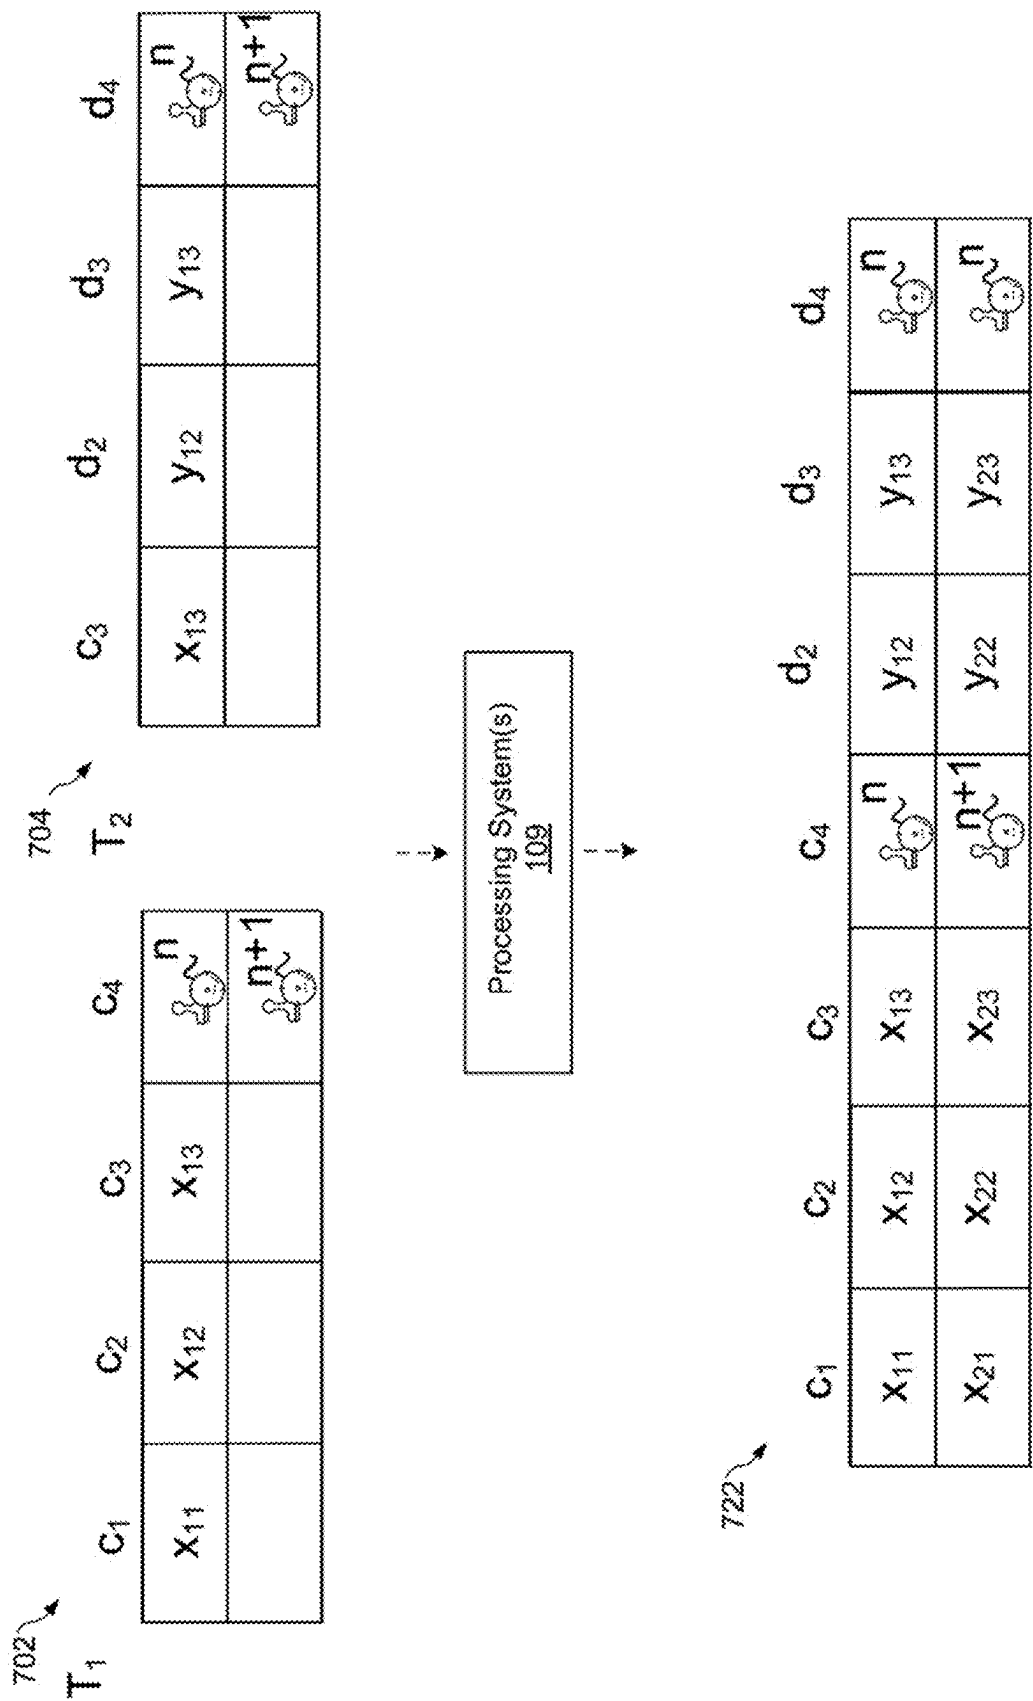 702
T₁
c₁ c₂ c₃ c₄
x₁₁ x₁₂ x₁₃ n
n+1
704
T₂
c₃ d₂ d₃ d₄
x₁₃ y₁₂ y₁₃ n
n+1
Processing System(s)
109
722
c₁ c₂ c₃ c₄ d₂ d₃ d₄
x₁₁ x₁₂ x₁₃ n y₁₂ y₁₃ n
x₂₁ x₂₂ x₂₃ n+1 y₂₂ y₂₃ n